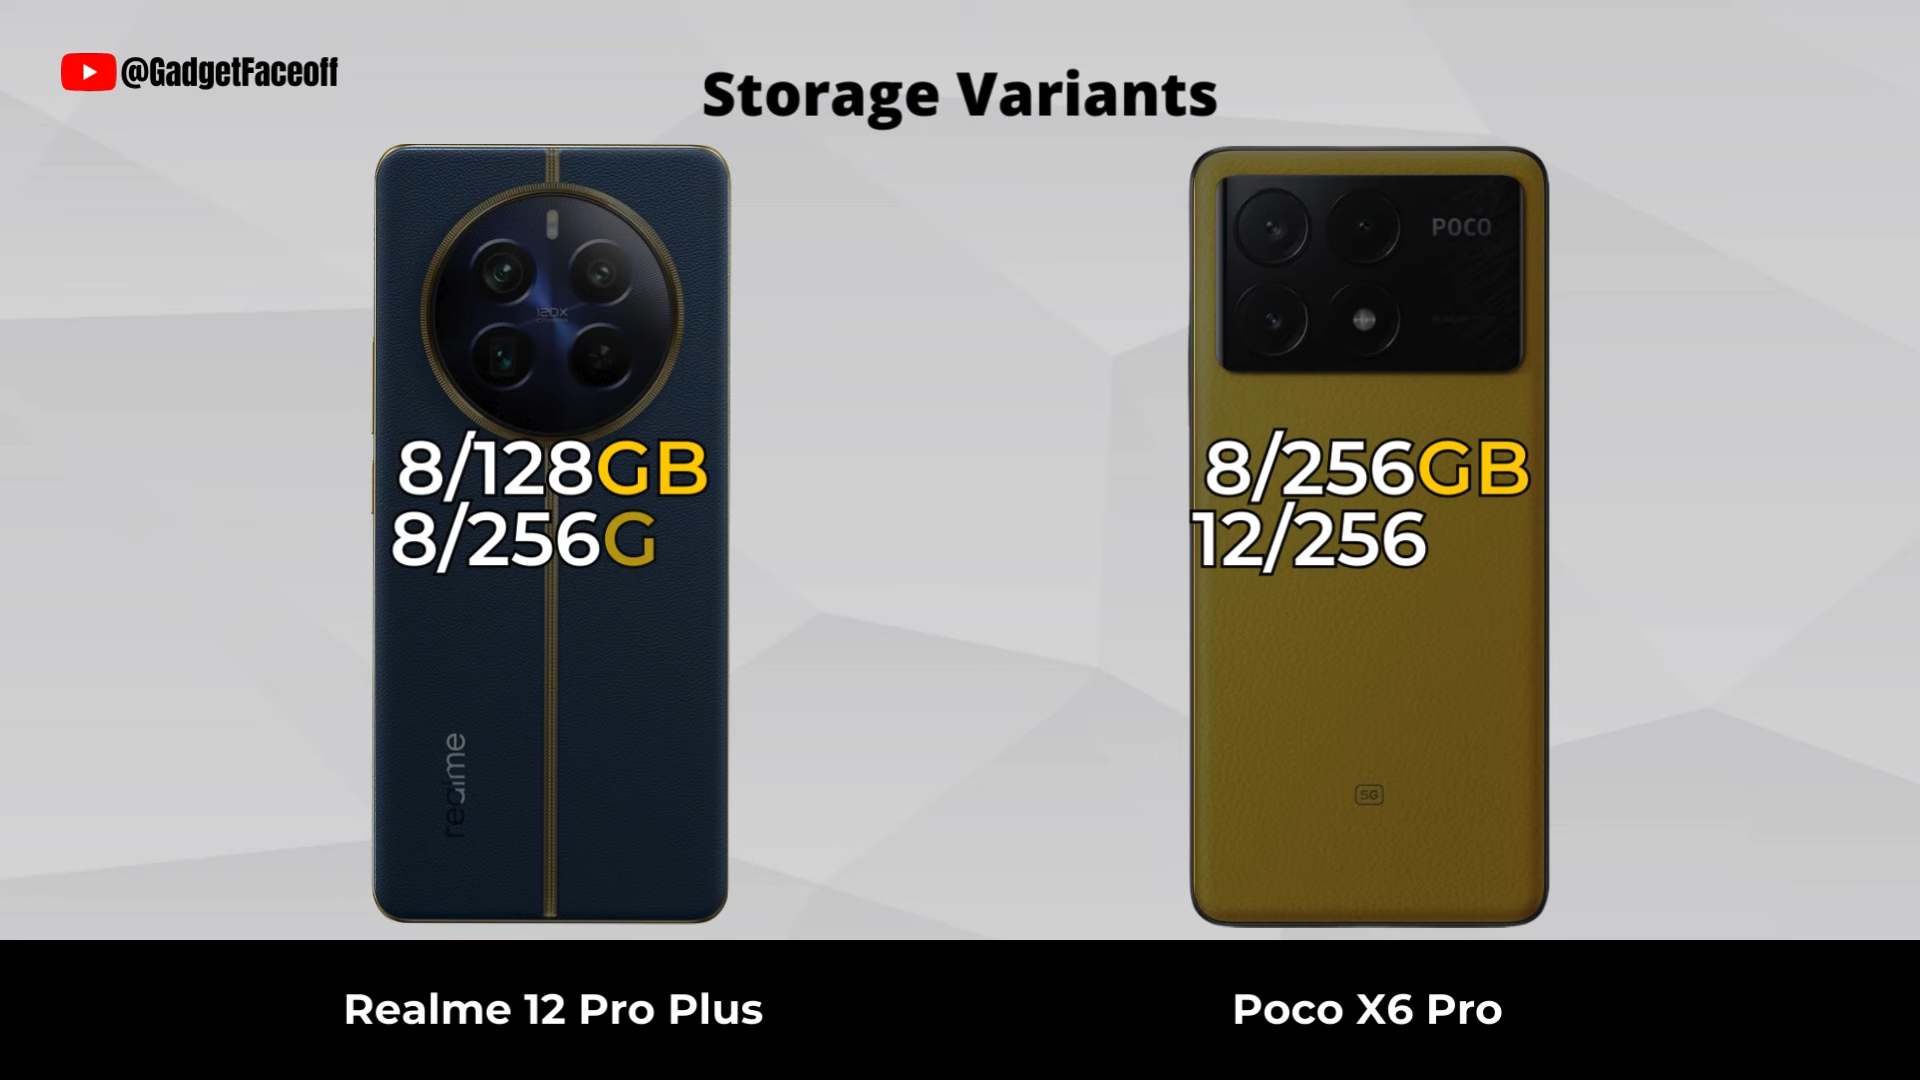 @GadgetFaceoff
Storage Variants
120X
POCO
8/128GB
8/256G
8/256GB
12/256
realme
5G
Realme 12 Pro Plus
Poco X6 Pro